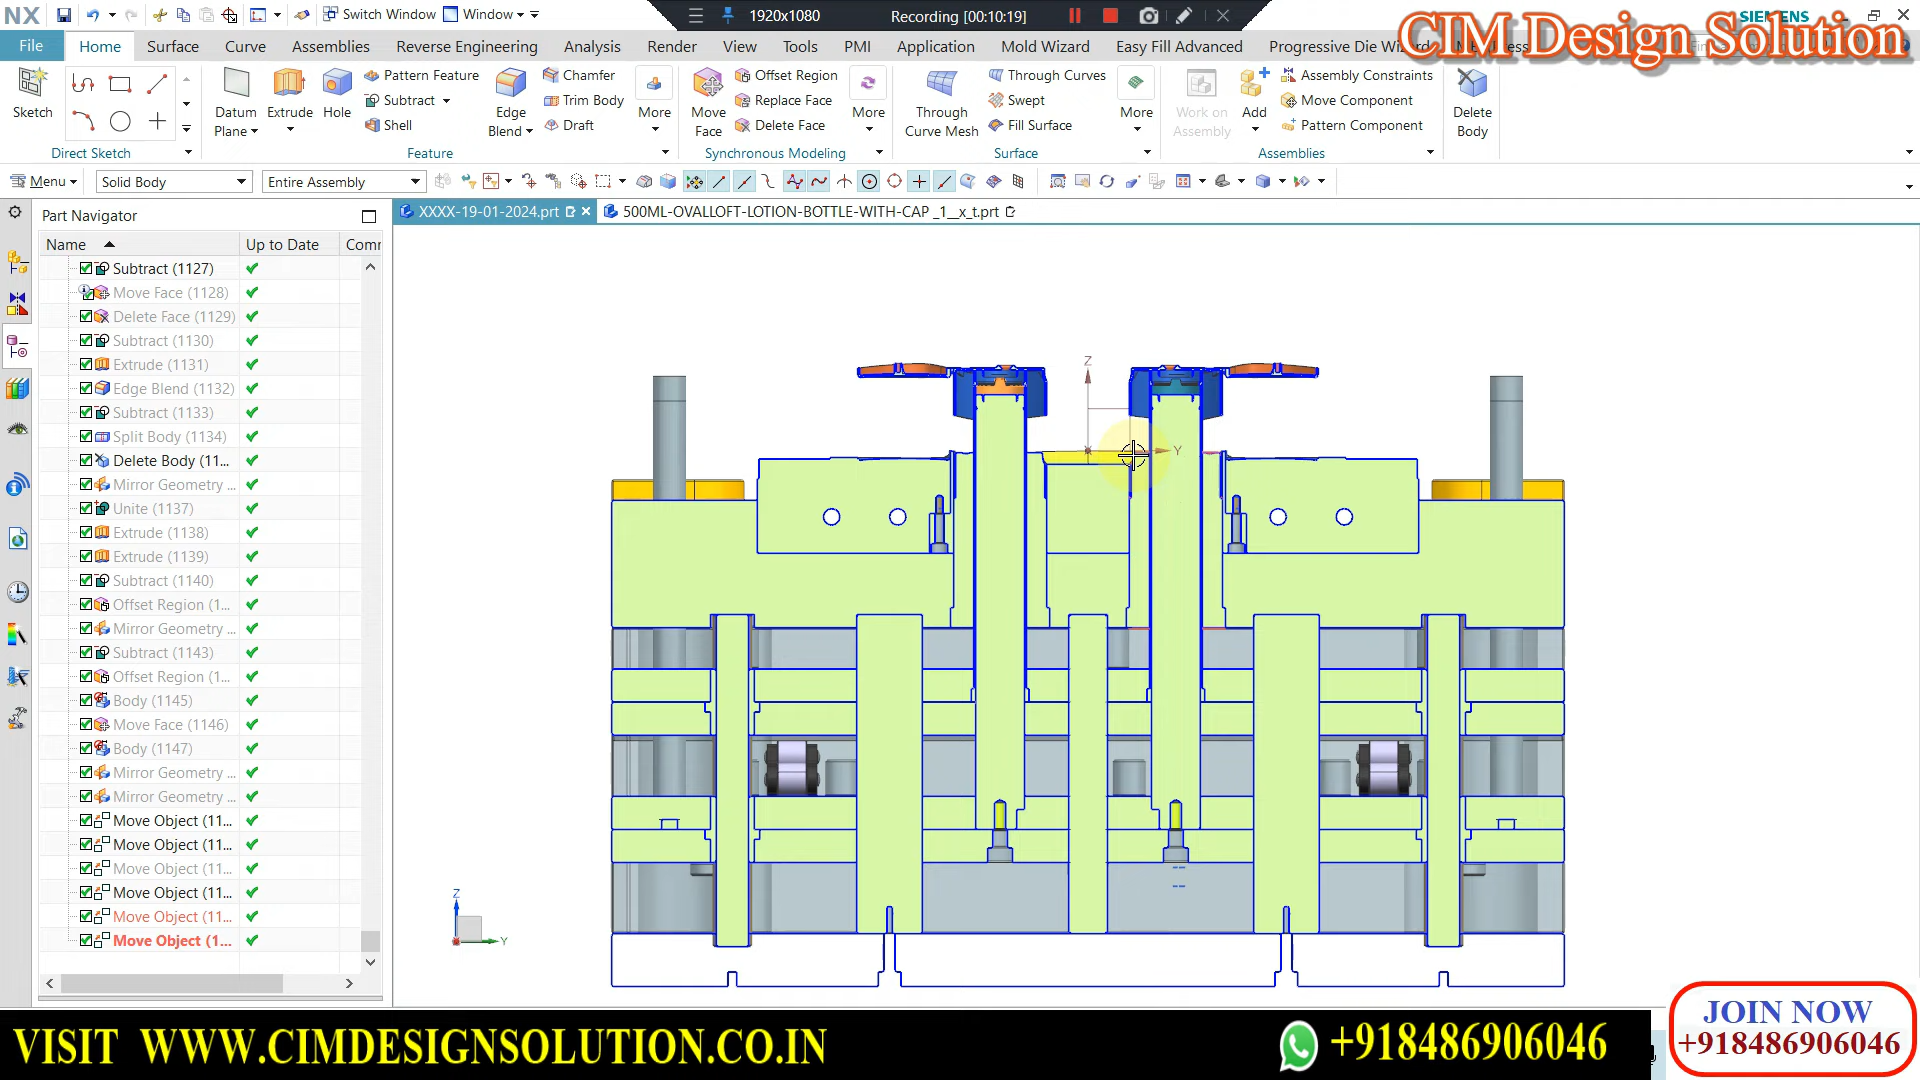 NX Switch Window Window 1920x1080 Recording [00:10:19] SIEMENS
CIM Design Solution
File Home Surface Curve Assemblies Reverse Engineering Analysis Render View Tools PMI Application Mold Wizard Easy Fill Advanced
Sketch
Direct Sketch
Datum Plane
Extrude
Hole
Pattern Feature
Subtract
Shell
Edge Blend
Chamfer
Trim Body
Draft
More
Feature
Move Face
Offset Region
Replace Face
Delete Face
More
Synchronous Modeling
Through Curve Mesh
Through Curves
Swept
Fill Surface
More
Surface
Work on Assembly
Add
Assembly Constraints
Move Component
Pattern Component
Assemblies
Delete Body
Menu Solid Body Entire Assembly
Part Navigator
XXXX-19-01-2024.prt 500ML-OVALLOFT-LOTION-BOTTLE-WITH-CAP _1__x_t.prt
Name Up to Date Comr
Subtract (1127)
Move Face (1128)
Delete Face (1129)
Subtract (1130)
Extrude (1131)
Edge Blend (1132)
Subtract (1133)
Split Body (1134)
Delete Body (11...
Mirror Geometry ...
Unite (1137)
Extrude (1138)
Extrude (1139)
Subtract (1140)
Offset Region (1...
Mirror Geometry ...
Subtract (1143)
Offset Region (1...
Body (1145)
Move Face (1146)
Body (1147)
Mirror Geometry ...
Mirror Geometry ...
Move Object (11...
Move Object (11...
Move Object (11...
Move Object (11...
Move Object (11...
Move Object (1...
Z
X Y
Z
Y
VISIT WWW.CIMDESIGNSOLUTION.CO.IN
+918486906046
JOIN NOW
+918486906046